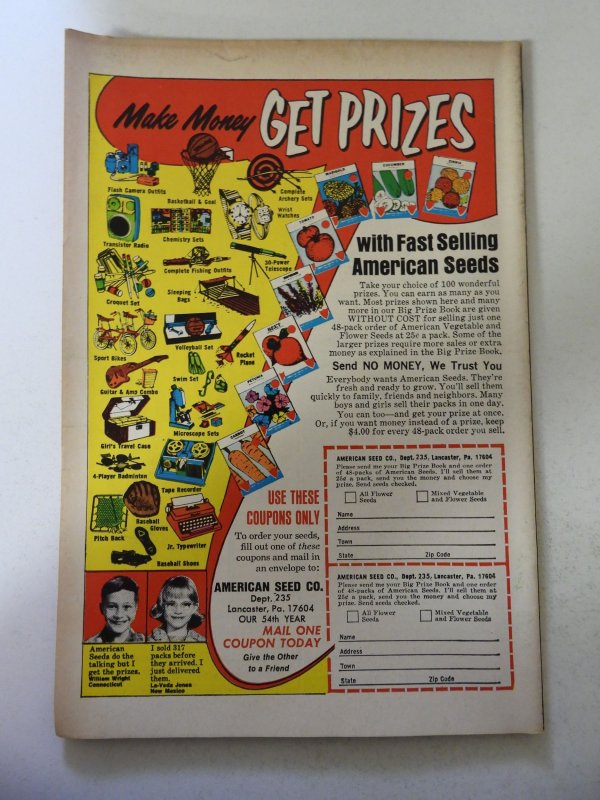 Make Money GET PRIZES
Flash Camera Outfits
Basketball & Goal
Complete
Archery Sets
Wrist
Watches
Transistor Radio
Chemistry Sets
Complete Fishing Outfits
30-Power
Telescope
Croquet Set
Sleeping
Bags
Sport Bikes
Volleyball Set
Rocket
Plane
Guitar & Amp Combo
Swim Set
Girl's Travel Case
Microscope Sets
4-Player Badminton
Tape Recorder
Pitch Back
Baseball
Gloves
Jr. Typewriter
Baseball Shoes
MARIGOLD
CUCUMBER
ZINNIA
TOMATO
BEET
PETUNIA
CARROT
with Fast Selling
American Seeds
Take your choice of 100 wonderful
prizes. You can earn as many as you
want. Most prizes shown here and many
more in our Big Prize Book are given
WITHOUT COST for selling just one
48-pack order of American Vegetable and
Flower Seeds at 25¢ a pack. Some of the
larger prizes require more sales or extra
money as explained in the Big Prize Book.
Send NO MONEY, We Trust You
Everybody wants American Seeds. They're
fresh and ready to grow. You'll sell them
quickly to family, friends and neighbors. Many
boys and girls sell their packs in one day.
You can too—and get your prize at once.
Or, if you want money instead of a prize, keep
$4.00 for every 48-pack order you sell.
USE THESE
COUPONS ONLY
To order your seeds,
fill out one of these
coupons and mail in
an envelope to:
AMERICAN SEED CO.
Dept. 235
Lancaster, Pa. 17604
OUR 54th YEAR
MAIL ONE
COUPON TODAY
Give the Other
to a Friend
AMERICAN SEED CO., Dept. 235, Lancaster, Pa. 17604
Please send me your Big Prize Book and one order
of 48-packs of American Seeds. I'll sell them at
25¢ a pack, send you the money and choose my
prize. Send seeds checked.
All Flower
Seeds
Mixed Vegetable
and Flower Seeds
Name
Address
Town
State Zip Code
AMERICAN SEED CO., Dept. 235, Lancaster, Pa. 17604
Please send me your Big Prize Book and one order
of 48-packs of American Seeds. I'll sell them at
25¢ a pack, send you the money and choose my
prize. Send seeds checked.
All Flower
Seeds
Mixed Vegetable
and Flower Seeds
Name
Address
Town
State Zip Code
American
Seeds do the
talking but I
get the prizes.
William Wright
Connecticut
I sold 317
packs before
they arrived. I
just delivered
them.
La-Veda Jones
New Mexico